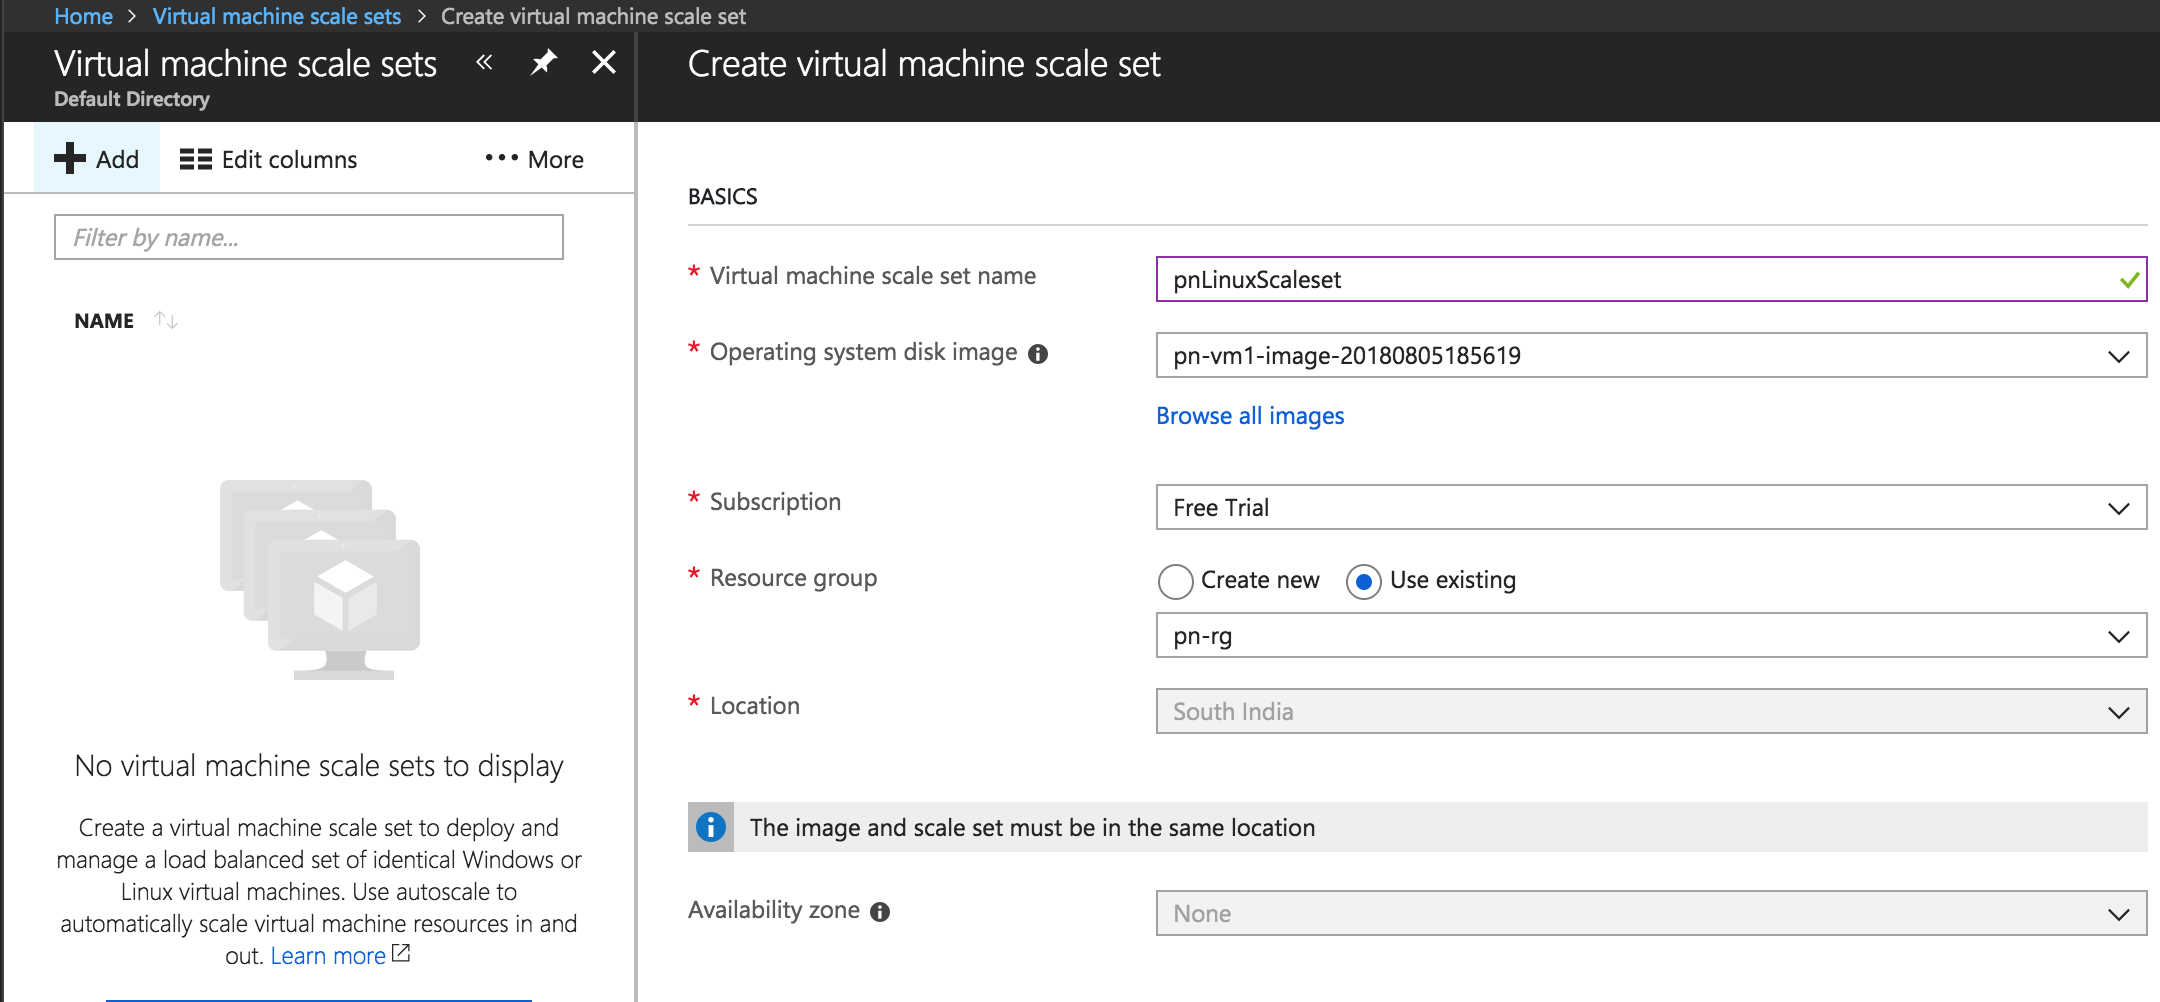 Home > Virtual machine scale sets > Create virtual machine scale set
Virtual machine scale sets
Default Directory
Add
Edit columns
More
Filter by name...
NAME
No virtual machine scale sets to display
Create a virtual machine scale set to deploy and
manage a load balanced set of identical Windows or
Linux virtual machines. Use autoscale to
automatically scale virtual machine resources in and
out. Learn more
Create virtual machine scale set
BASICS
* Virtual machine scale set name
pnLinuxScaleset
* Operating system disk image
pn-vm1-image-20180805185619
Browse all images
* Subscription
Free Trial
* Resource group
Create new Use existing
pn-rg
* Location
South India
The image and scale set must be in the same location
Availability zone
None